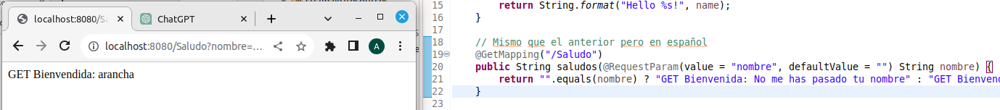 localhost:8080/Sa
ChatGPT
localhost:8080/Saludo?nombre=...
A
GET Bienvendida: arancha
15 return String.format("Hello %s!", name);
16 }
17
18 // Mismo que el anterior pero en español
19 @GetMapping("/Saludo")
20 public String saludos(@RequestParam(value = "nombre", defaultValue = "") String nombre) {
21 return "".equals(nombre) ? "GET Bienvenida: No me has pasado tu nombre" : "GET Bienvend
22 }
23